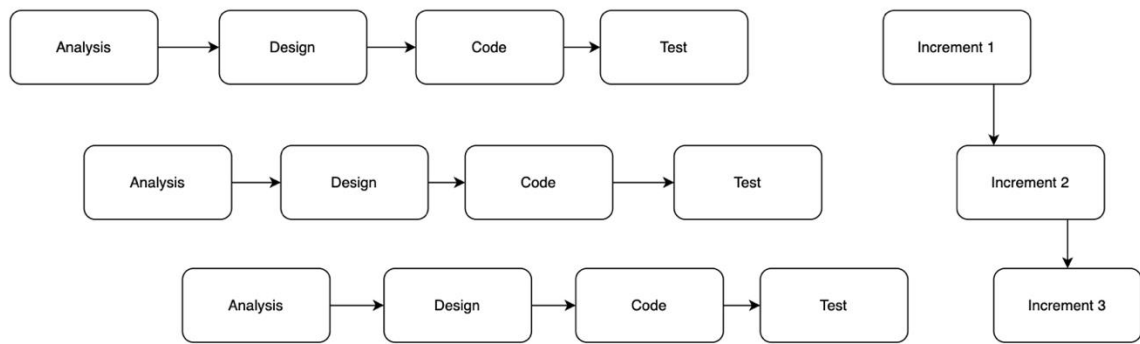 Analysis
Design
Code
Test
Increment 1
Analysis
Design
Code
Test
Increment 2
Analysis
Design
Code
Test
Increment 3